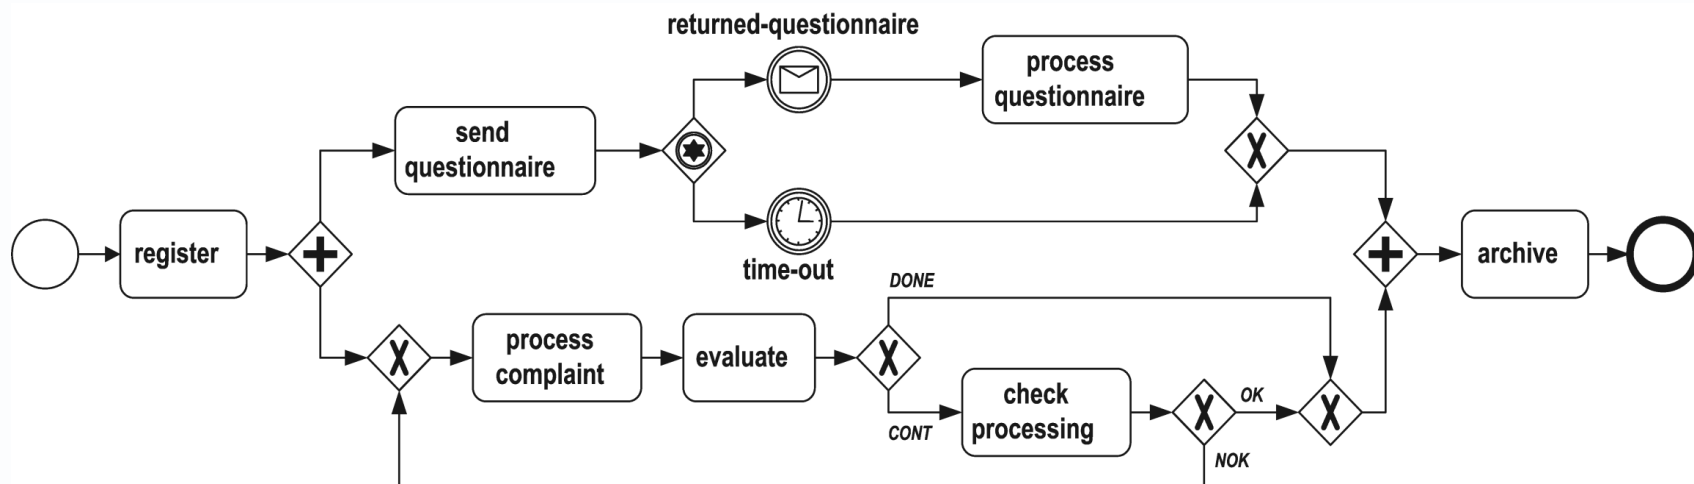 returned-questionnaire
process
questionnaire
send
questionnaire
register
time-out
archive
DONE
process
complaint
evaluate
check
processing
CONT
OK
NOK